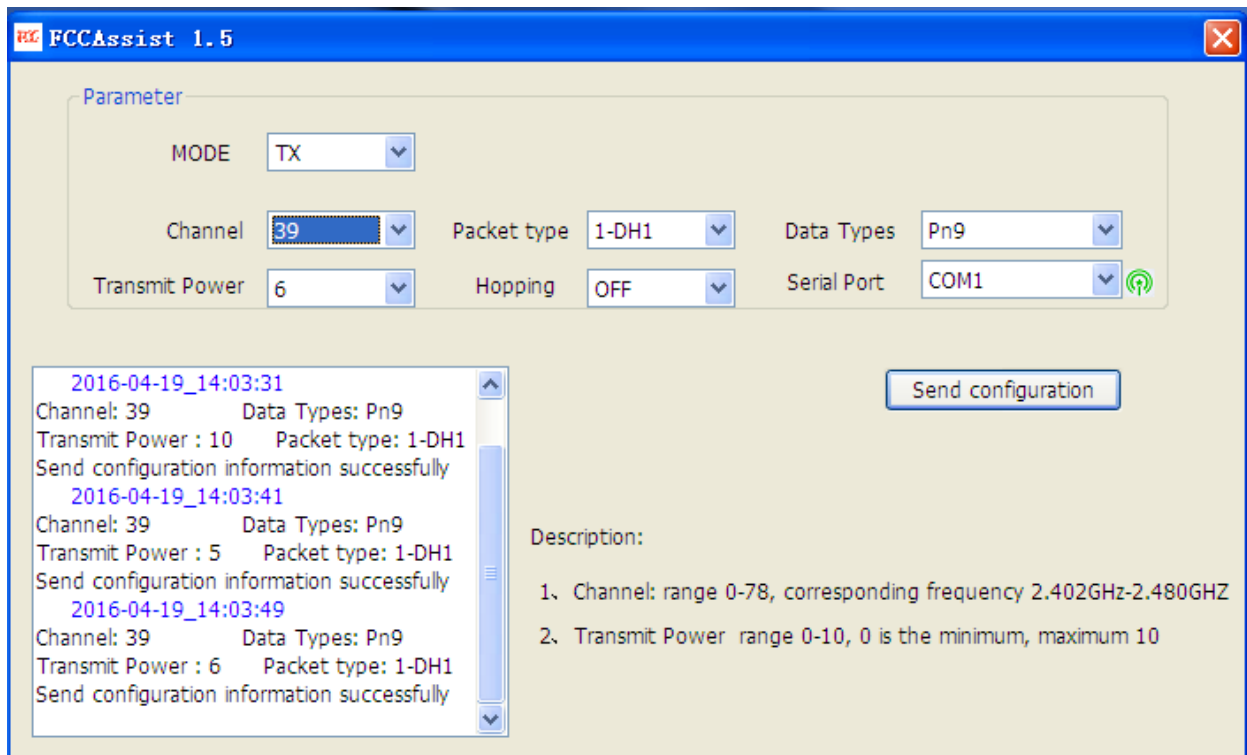 FCCAssist 1.5
Parameter
MODE TX
Channel 39 Packet type 1-DH1 Data Types Pn9
Transmit Power 6 Hopping OFF Serial Port COM1
2016-04-19_14:03:31
Channel: 39 Data Types: Pn9
Transmit Power : 10 Packet type: 1-DH1
Send configuration information successfully
2016-04-19_14:03:41
Channel: 39 Data Types: Pn9
Transmit Power : 5 Packet type: 1-DH1
Send configuration information successfully
2016-04-19_14:03:49
Channel: 39 Data Types: Pn9
Transmit Power : 6 Packet type: 1-DH1
Send configuration information successfully
Send configuration
Description:
1、Channel: range 0-78, corresponding frequency 2.402GHz-2.480GHZ
2、Transmit Power range 0-10, 0 is the minimum, maximum 10